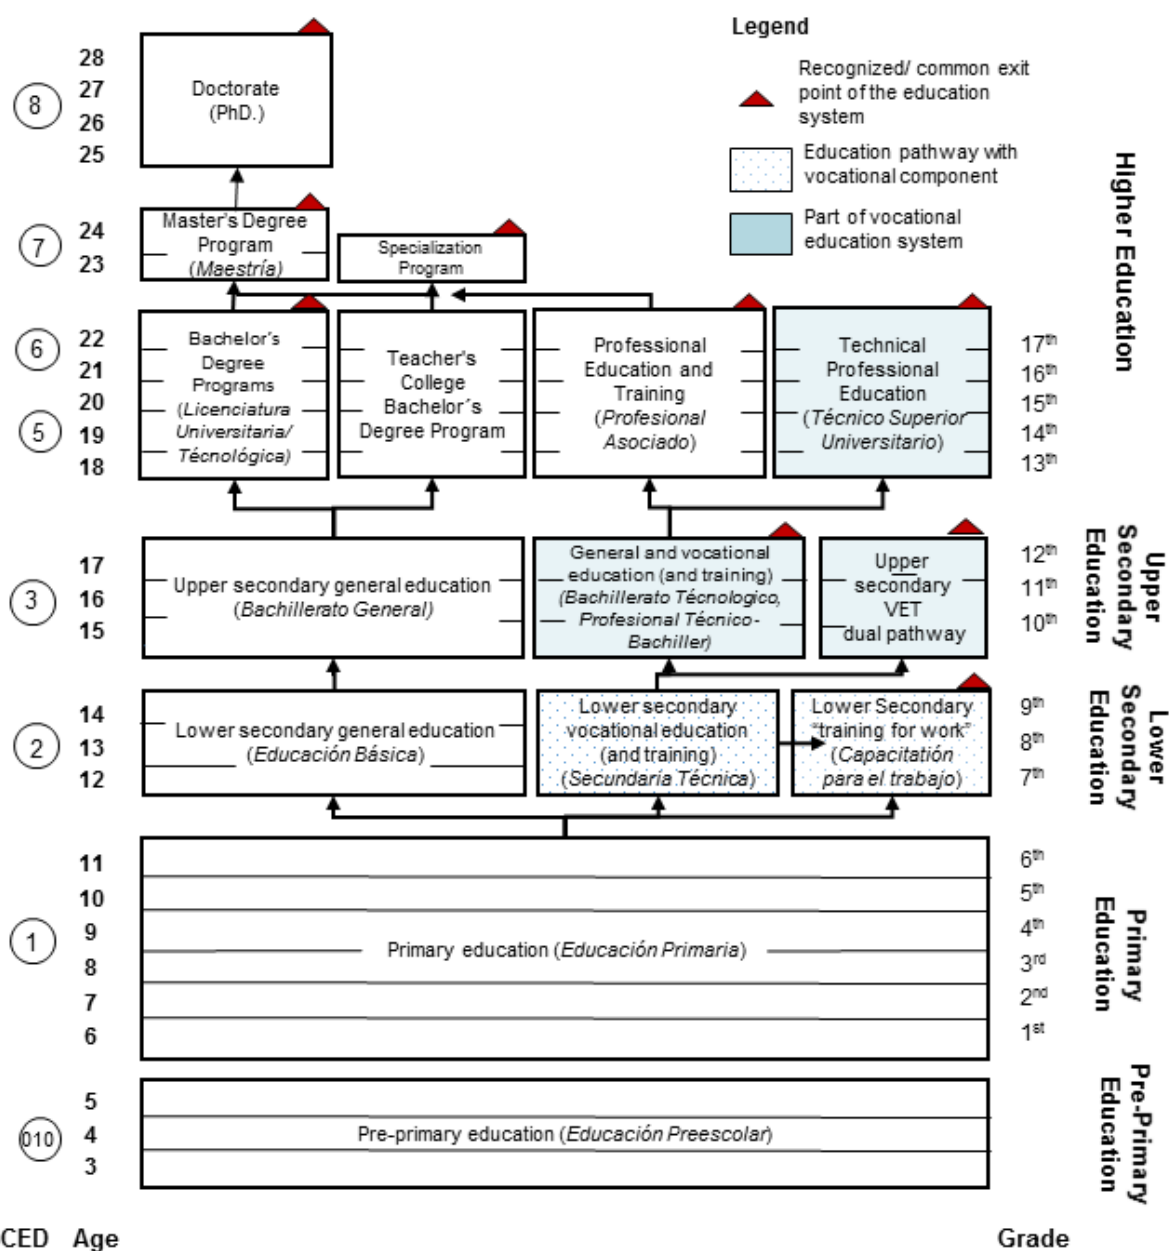 Legend
Recognized/ common exit
point of the education
system
Education pathway with
vocational component
Part of vocational
education system
28
27
26
25
8
Doctorate
(PhD.)
Higher Education
24
23
7
Master's Degree
Program
(Maestría)
Specialization
Program
22
21
20
19
18
6
5
Bachelor's
Degree
Programs
(Licenciatura
Universitaria/
Técnológica)
Teacher's
College
Bachelor´s
Degree Program
Professional
Education and
Training
(Profesional
Asociado)
Technical
Professional
Education
(Técnico Superior
Universitario)
17th
16th
15th
14th
13th
17
16
15
3
Upper secondary general education
(Bachillerato General)
General and vocational
education (and training)
(Bachillerato Técnologico,
Profesional Técnico-
Bachiller)
Upper
secondary
VET
dual pathway
12th
11th
10th
Upper
Secondary
Education
14
13
12
2
Lower secondary general education
(Educación Básica)
Lower secondary
vocational education
(and training)
(Secundaría Técnica)
Lower Secondary
"training for work"
(Capacitatión
para el trabajo)
9th
8th
7th
Lower
Secondary
Education
11
10
9
8
7
6
1
Primary education (Educación Primaria)
6th
5th
4th
3rd
2nd
1st
Primary
Education
5
4
3
010
Pre-primary education (Educación Preescolar)
Pre-Primary
Education
CED Age
Grade